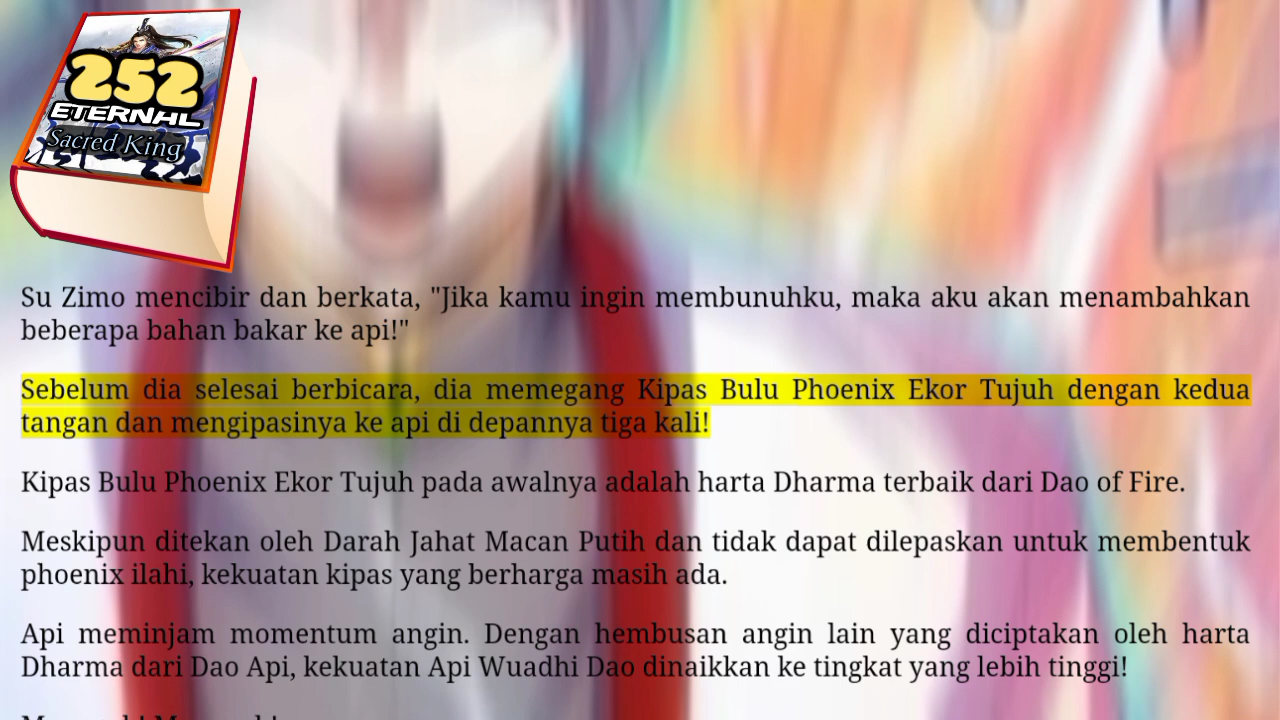 252
ETERNAL
Sacred King
Su Zimo mencibir dan berkata, "Jika kamu ingin membunuhku, maka aku akan menambahkan
beberapa bahan bakar ke api!"
Sebelum dia selesai berbicara, dia memegang Kipas Bulu Phoenix Ekor Tujuh dengan kedua
tangan dan mengipasinya ke api di depannya tiga kali!
Kipas Bulu Phoenix Ekor Tujuh pada awalnya adalah harta Dharma terbaik dari Dao of Fire.
Meskipun ditekan oleh Darah Jahat Macan Putih dan tidak dapat dilepaskan untuk membentuk
phoenix ilahi, kekuatan kipas yang berharga masih ada.
Api meminjam momentum angin. Dengan hembusan angin lain yang diciptakan oleh harta
Dharma dari Dao Api, kekuatan Api Wuadhi Dao dinaikkan ke tingkat yang lebih tinggi!